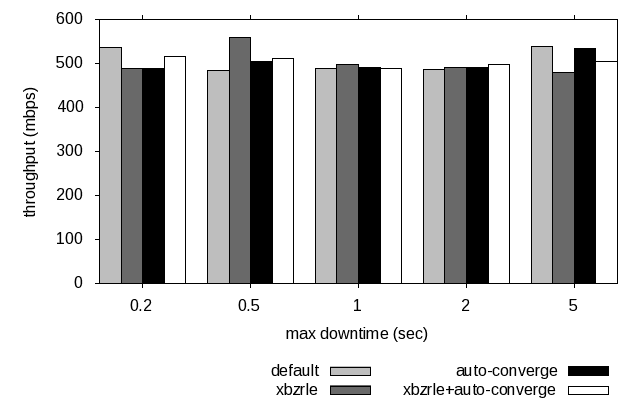 600
500
400
300
200
100
0
throughput (mbps)
0.2 0.5 1 2 5
max downtime (sec)
default auto-converge
xbzrle xbzrle+auto-converge